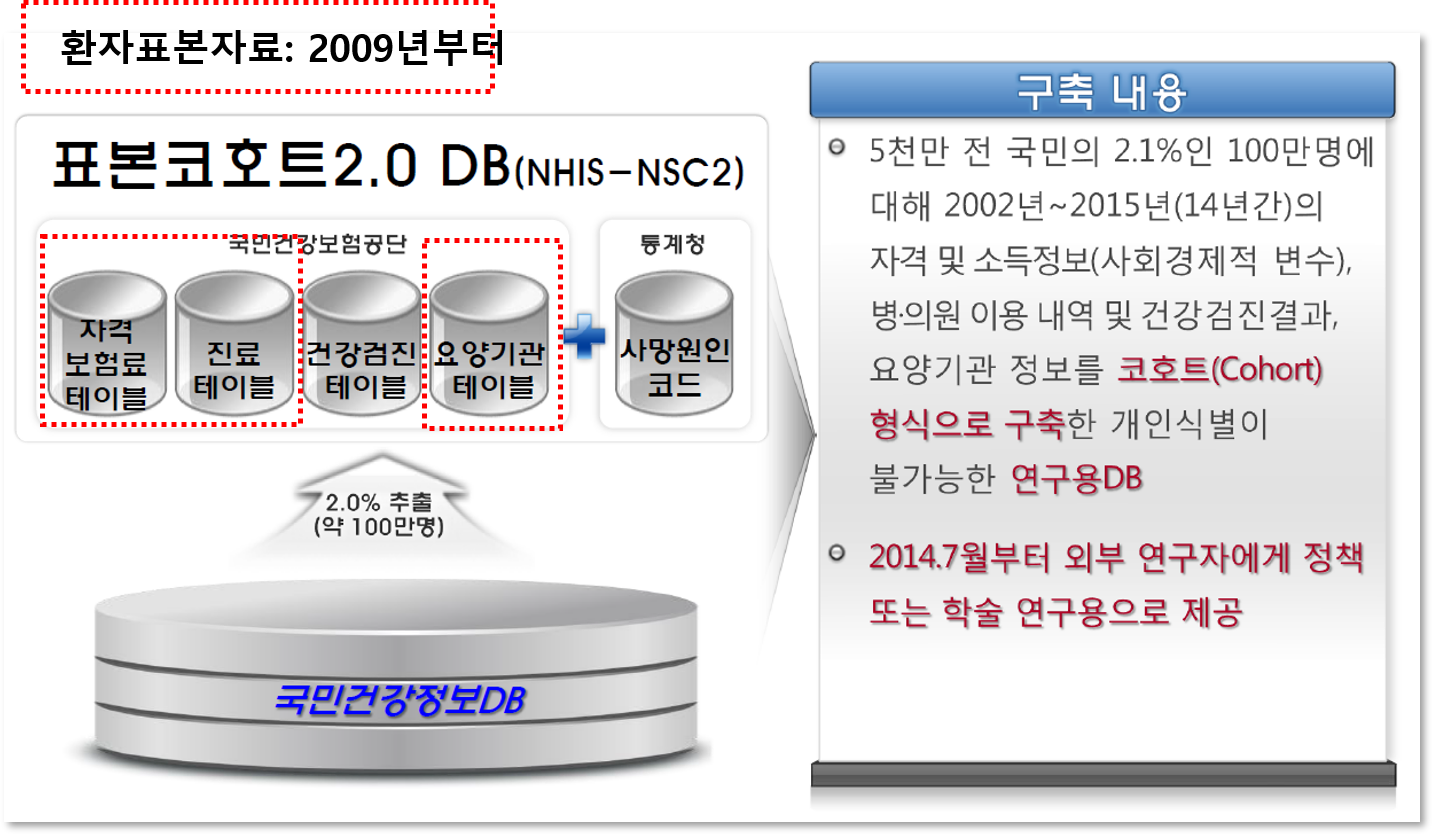 환자표본자료: 2009년부터
표본코호트2.0 DB(NHIS-NSC2)
국민건강보험공단
자격
보험료
테이블
진료
테이블
건강검진
테이블
요양기관
테이블
통계청
사망원인
코드
2.0% 추출
(약 100만명)
국민건강정보DB
구축 내용
5천만 전 국민의 2.1%인 100만명에
대해 2002년~2015년(14년간)의
자격 및 소득정보(사회경제적 변수),
병·의원 이용 내역 및 건강검진결과,
요양기관 정보를 코호트(Cohort)
형식으로 구축한 개인식별이
불가능한 연구용DB
2014.7월부터 외부 연구자에게 정책
또는 학술 연구용으로 제공